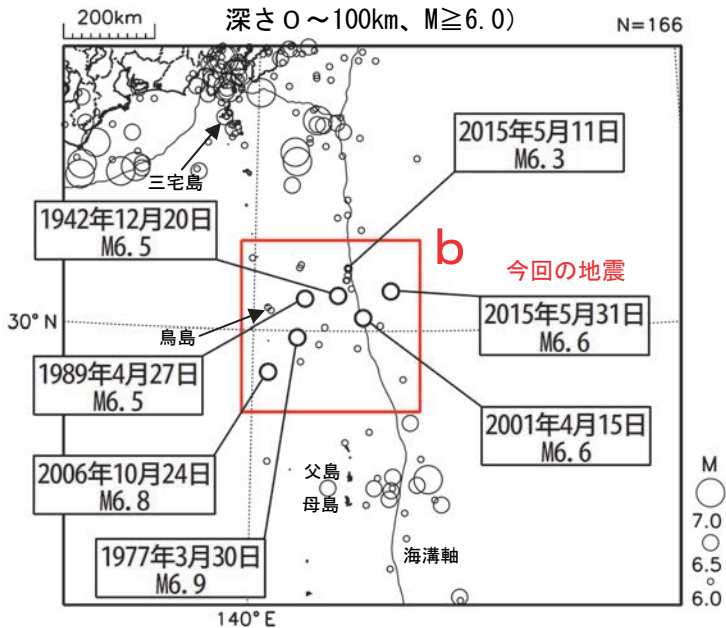 200km
深さ0~100km、M≧6.0)
N=166
2015年5月11日
M6.3
三宅島
1942年12月20日
M6.5
b
今回の地震
2015年5月31日
M6.6
30°N
鳥島
1989年4月27日
M6.5
2001年4月15日
M6.6
2006年10月24日
M6.8
父島
母島
1977年3月30日
M6.9
海溝軸
M
7.0
6.5
6.0
140°E